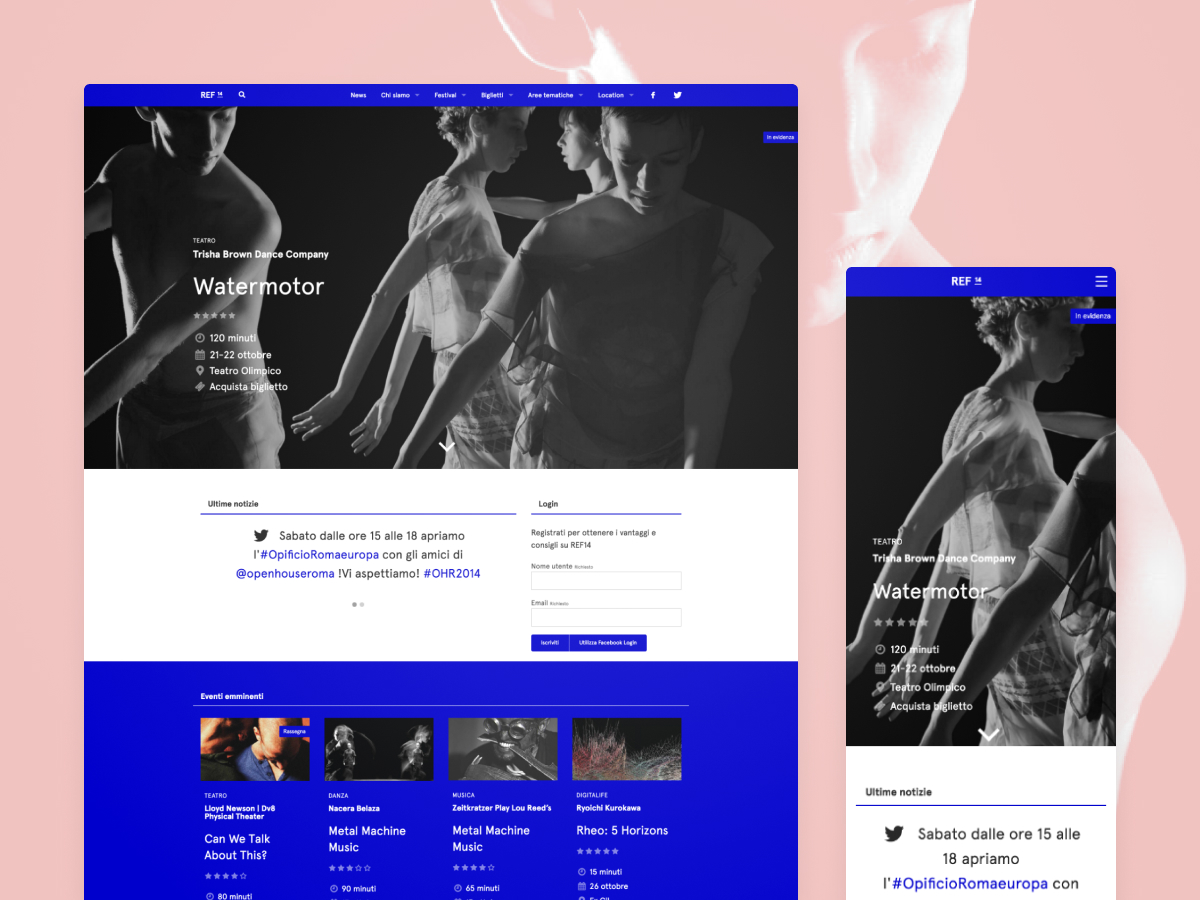 REF 14
News Chi siamo Festival Biglietti Aree tematiche Location
In evidenza
TEATRO
Trisha Brown Dance Company
Watermotor
120 minuti
21-22 ottobre
Teatro Olimpico
Acquista biglietto
Ultime notizie
Sabato dalle ore 15 alle 18 apriamo
l'#OpificioRomaeuropa con gli amici di
@openhouseroma !Vi aspettiamo! #OHR2014
Login
Registrati per ottenere i vantaggi e
consigli su REF14
Nome utente Richiesto
Email Richiesto
Iscriviti Utilizza Facebook Login
Eventi emminenti
Rassegna
TEATRO
Lloyd Newson | Dv8
Physical Theater
Can We Talk
About This?
80 minuti
DANZA
Nacera Belaza
Metal Machine
Music
90 minuti
MUSICA
Zeitkratzer Play Lou Reed's
Metal Machine
Music
65 minuti
DIGITALIFE
Ryoichi Kurokawa
Rheo: 5 Horizons
15 minuti
26 ottobre
REF 14
In evidenza
TEATRO
Trisha Brown Dance Company
Watermotor
120 minuti
21-22 ottobre
Teatro Olimpico
Acquista biglietto
Ultime notizie
Sabato dalle ore 15 alle
18 apriamo
l'#OpificioRomaeuropa con